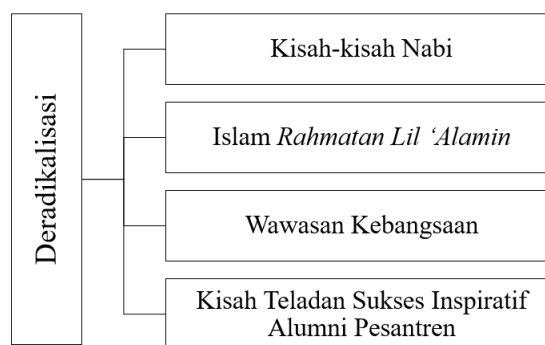 Deradikalisasi
Kisah-kisah Nabi
Islam Rahmatan Lil ‘Alamin
Wawasan Kebangsaan
Kisah Teladan Sukses Inspiratif
Alumni Pesantren